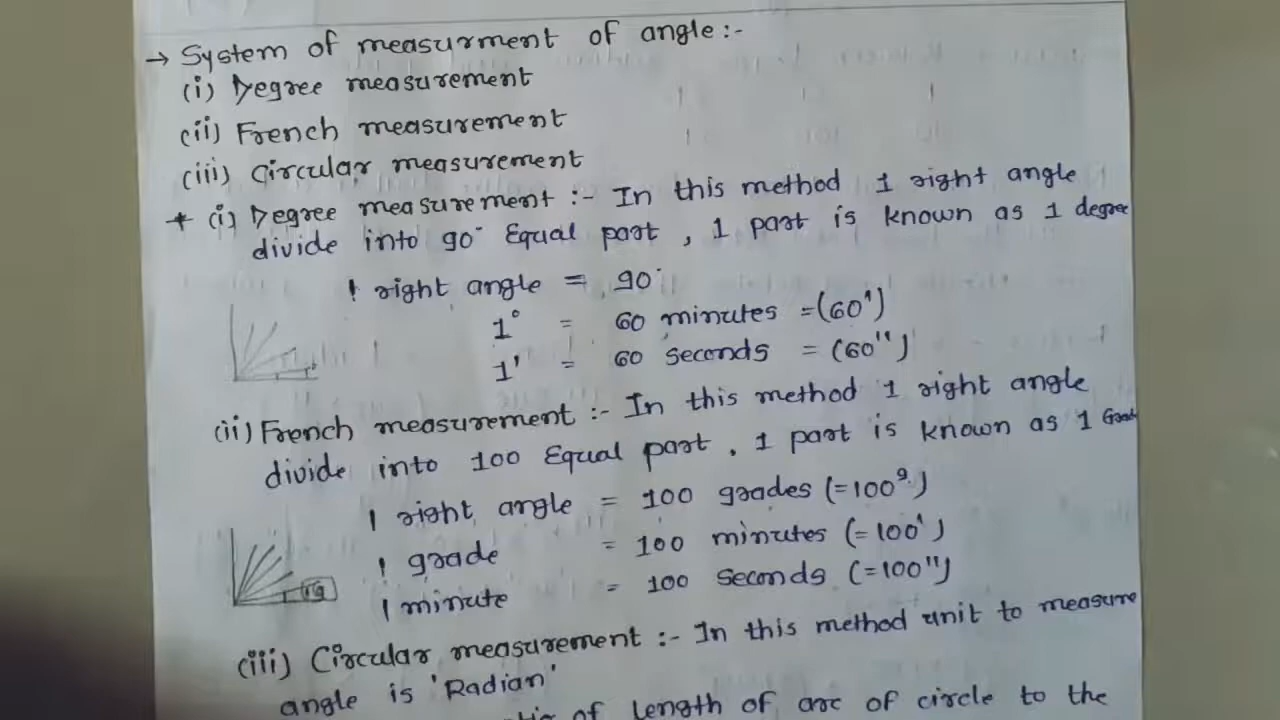 → System of measurment of angle :-
(i) Degree measurement
(ii) French measurement
(iii) Circular measurement
* (i) Degree measurement :- In this method 1 right angle
divide into 90° Equal part , 1 part is known as 1 degree
1 right angle = 90°
1° = 60 minutes = (60')
1' = 60 seconds = (60'')
(ii) French measurement :- In this method 1 right angle
divide into 100 Equal part . 1 part is known as 1
1 right angle = 100 grades (=100ᵍ)
1 grade = 100 minutes (=100')
1 minute = 100 seconds (=100'')
(iii) Circular measurement :- In this method unit to measure
angle is 'Radian'
of length of arc of circle to the